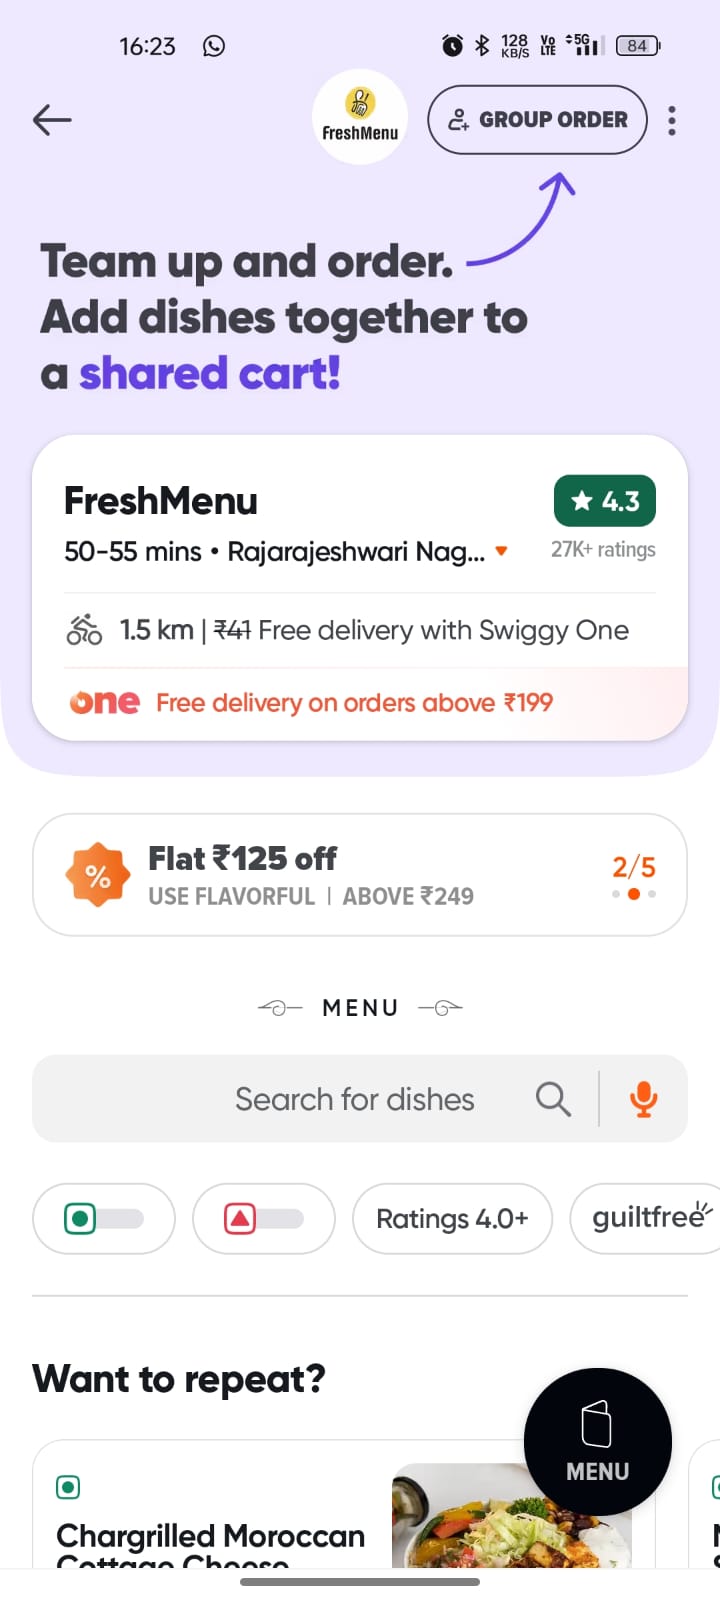 16:23
128
KB/S
Vo
LTE
5G
84
FreshMenu
GROUP ORDER
Team up and order.
Add dishes together to
a shared cart!
FreshMenu
4.3
50-55 mins • Rajarajeshwari Nag...
27K+ ratings
1.5 km | ₹41 Free delivery with Swiggy One
one Free delivery on orders above ₹199
%
Flat ₹125 off
USE FLAVORFUL | ABOVE ₹249
2/5
MENU
Search for dishes
Ratings 4.0+
guiltfree
Want to repeat?
MENU
Chargrilled Moroccan
Cottage Cheese